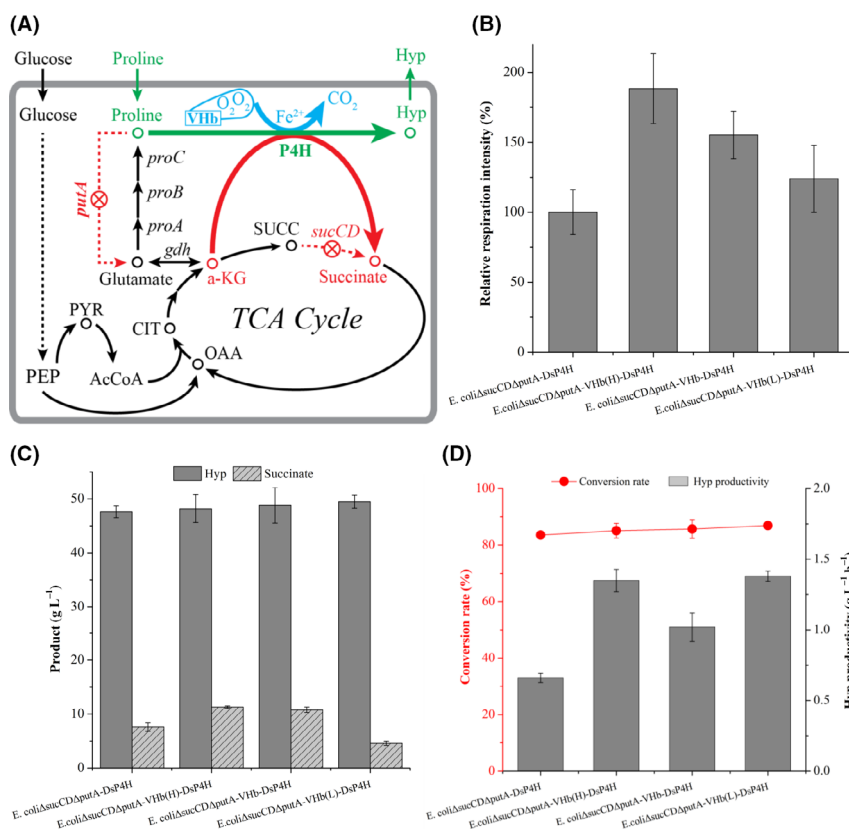 (A)
Glucose
Proline
Hyp
Glucose
Proline
O₂
O₂
VHb
Fe²⁺
CO₂
Hyp
P4H
putA
proC
proB
proA
gdh
Glutamate
a-KG
SUCC
sucCD
Succinate
TCA Cycle
PYR
CIT
OAA
PEP
AcCoA
(B)
Relative respiration intensity (%)
200
150
100
50
0
E. coliΔsucCDΔputA-DsP4H
E.coliΔsucCDΔputA-VHb(H)-DsP4H
E. coliΔsucCDΔputA-VHb-DsP4H
E.coliΔsucCDΔputA-VHb(L)-DsP4H
(C)
Hyp
Succinate
Product (g L⁻¹)
50
40
30
20
10
0
E. coliΔsucCDΔputA-DsP4H
E.coliΔsucCDΔputA-VHb(H)-DsP4H
E. coliΔsucCDΔputA-VHb-DsP4H
E.coliΔsucCDΔputA-VHb(L)-DsP4H
(D)
Conversion rate
Hyp productivity
Conversion rate (%)
100
80
60
40
20
0
2.0
1.5
1.0
0.5
0.0
Hyp productivity (g L⁻¹ h⁻¹)
E. coliΔsucCDΔputA-DsP4H
E.coliΔsucCDΔputA-VHb(H)-DsP4H
E. coliΔsucCDΔputA-VHb-DsP4H
E.coliΔsucCDΔputA-VHb(L)-DsP4H